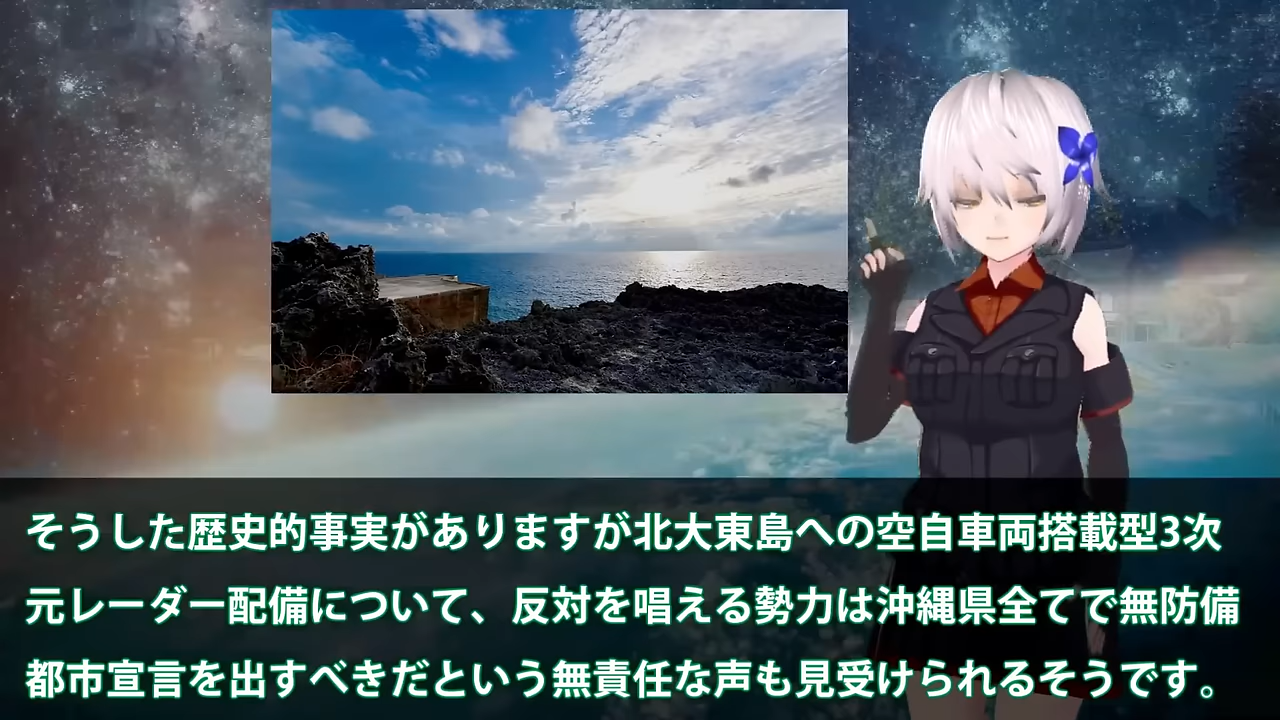 そうした歴史的事実がありますが北大東島への空自車両搭載型3次
元レーダー配備について、反対を唱える勢力は沖縄県全てで無防備
都市宣言を出すべきだという無責任な声も見受けられるそうです。